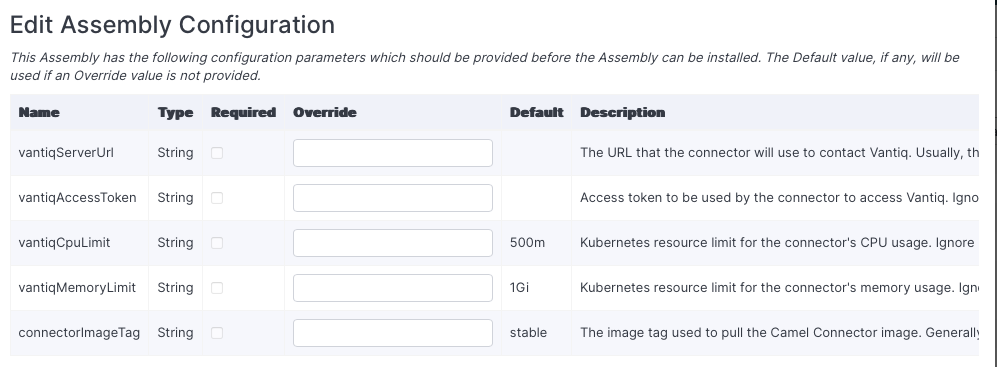 Edit Assembly Configuration
This Assembly has the following configuration parameters which should be provided before the Assembly can be installed. The Default value, if any, will be
used if an Override value is not provided.
Name Type Required Override Default Description
vantiqServerUrl String The URL that the connector will use to contact Vantiq. Usually, th
vantiqAccessToken String Access token to be used by the connector to access Vantiq. Igno
vantiqCpuLimit String 500m Kubernetes resource limit for the connector's CPU usage. Ignore
vantiqMemoryLimit String 1Gi Kubernetes resource limit for the connector's memory usage. Igno
connectorImageTag String stable The image tag used to pull the Camel Connector image. Generally